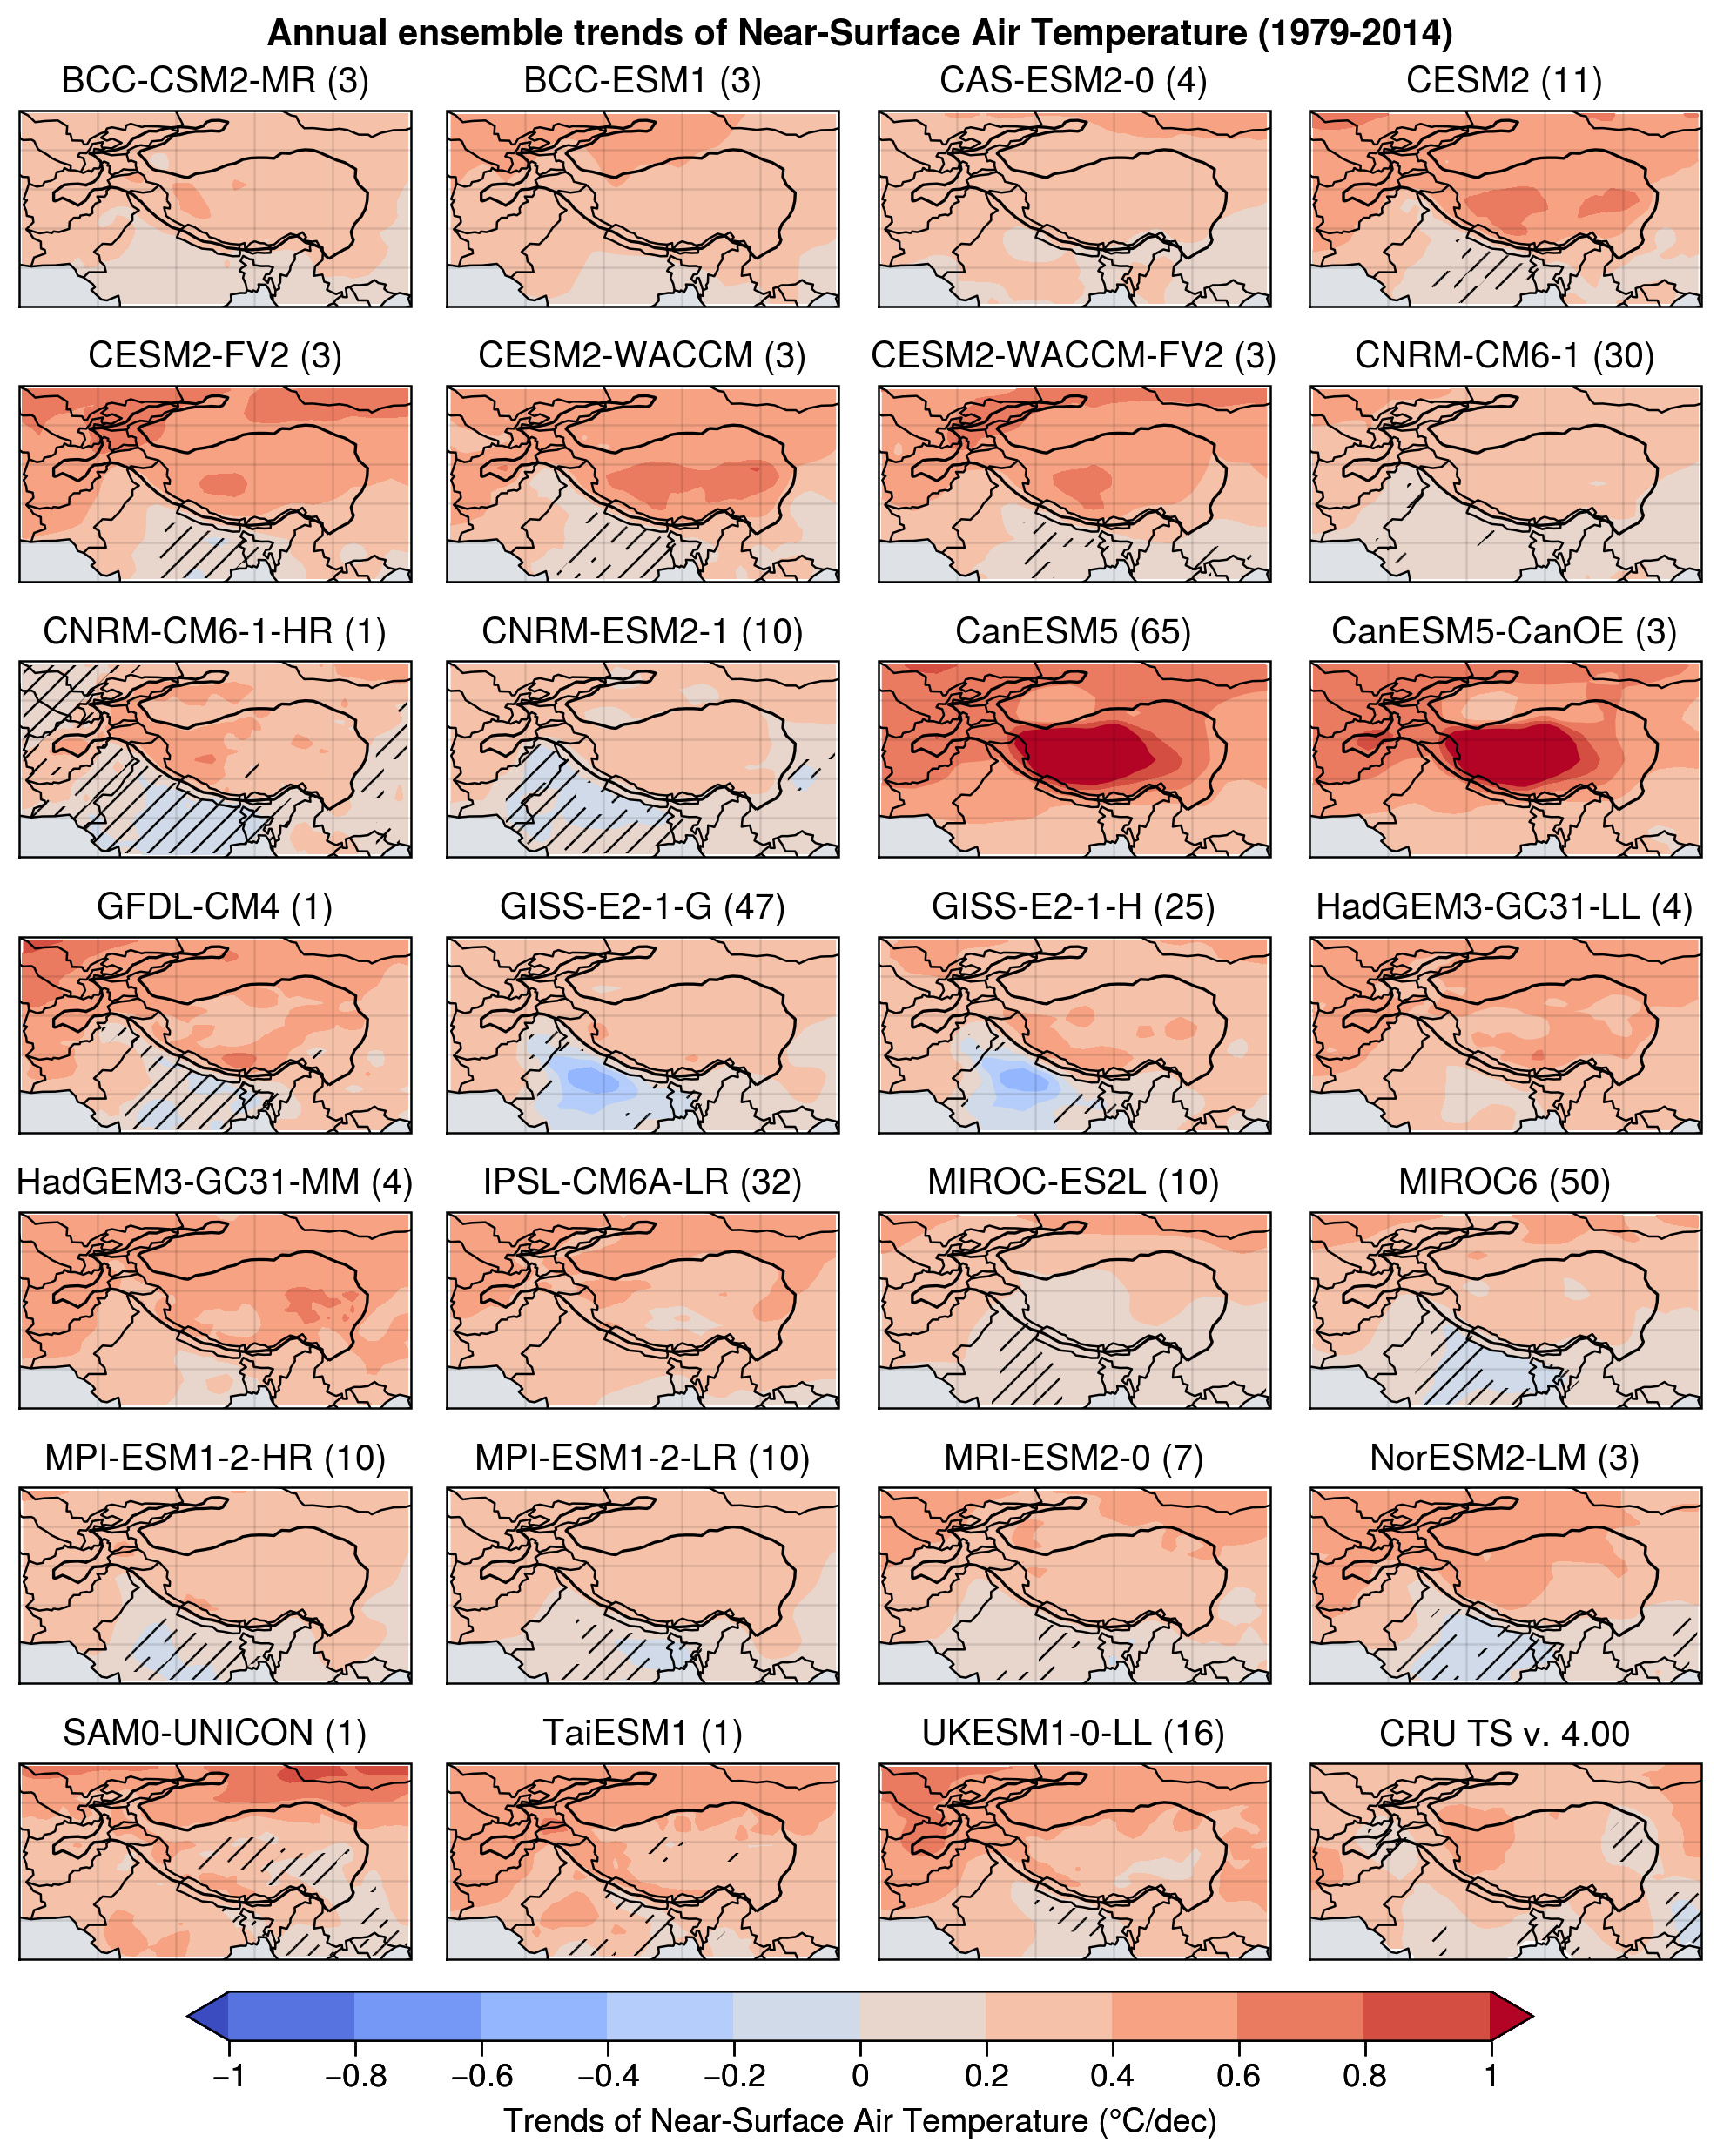 Annual ensemble trends of Near-Surface Air Temperature (1979-2014)
BCC-CSM2-MR (3)
BCC-ESM1 (3)
CAS-ESM2-0 (4)
CESM2 (11)
CESM2-FV2 (3)
CESM2-WACCM (3)
CESM2-WACCM-FV2 (3)
CNRM-CM6-1 (30)
CNRM-CM6-1-HR (1)
CNRM-ESM2-1 (10)
CanESM5 (65)
CanESM5-CanOE (3)
GFDL-CM4 (1)
GISS-E2-1-G (47)
GISS-E2-1-H (25)
HadGEM3-GC31-LL (4)
HadGEM3-GC31-MM (4)
IPSL-CM6A-LR (32)
MIROC-ES2L (10)
MIROC6 (50)
MPI-ESM1-2-HR (10)
MPI-ESM1-2-LR (10)
MRI-ESM2-0 (7)
NorESM2-LM (3)
SAM0-UNICON (1)
TaiESM1 (1)
UKESM1-0-LL (16)
CRU TS v. 4.00
−1 −0.8 −0.6 −0.4 −0.2 0 0.2 0.4 0.6 0.8 1
Trends of Near-Surface Air Temperature (°C/dec)